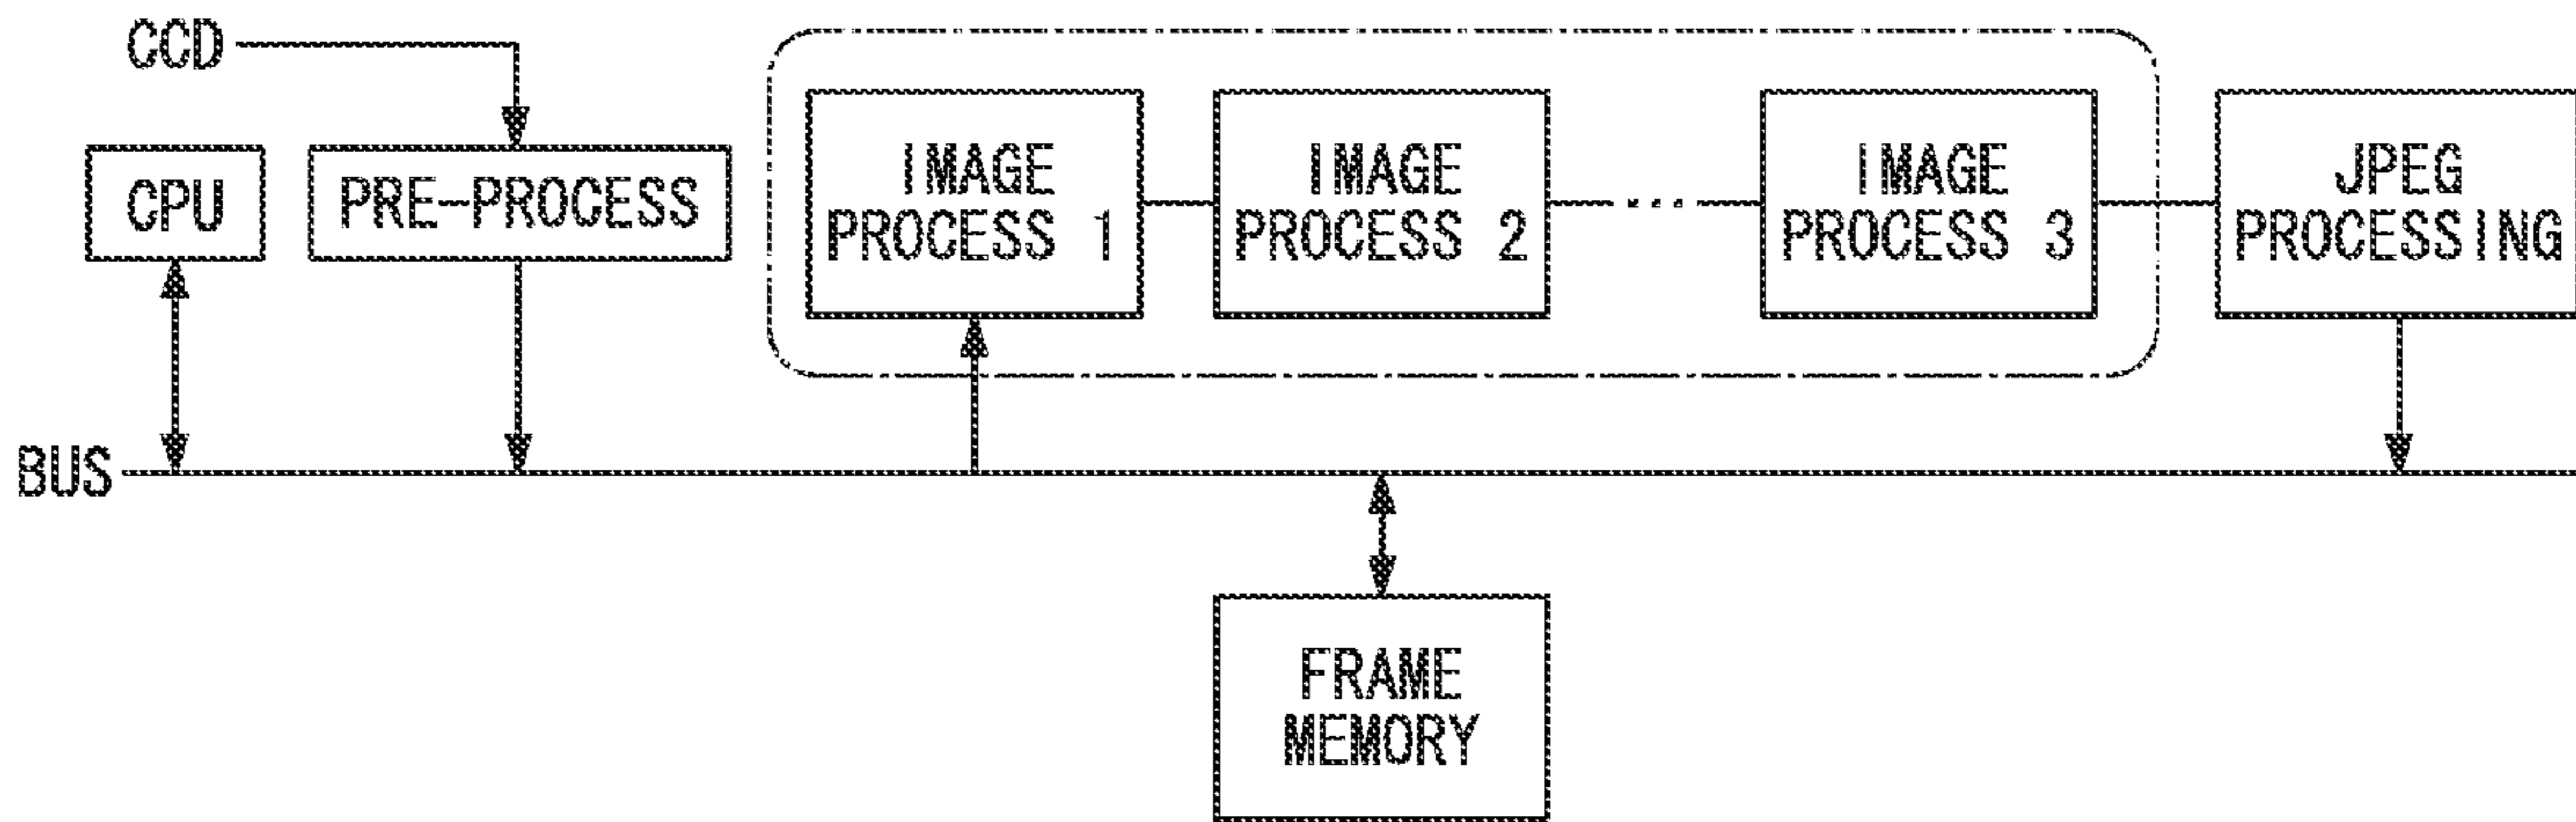 CCD
CPU
PRE-PROCESS
IMAGE
PROCESS 1
IMAGE
PROCESS 2
...
IMAGE
PROCESS 3
JPEG
PROCESSING
BUS
FRAME
MEMORY